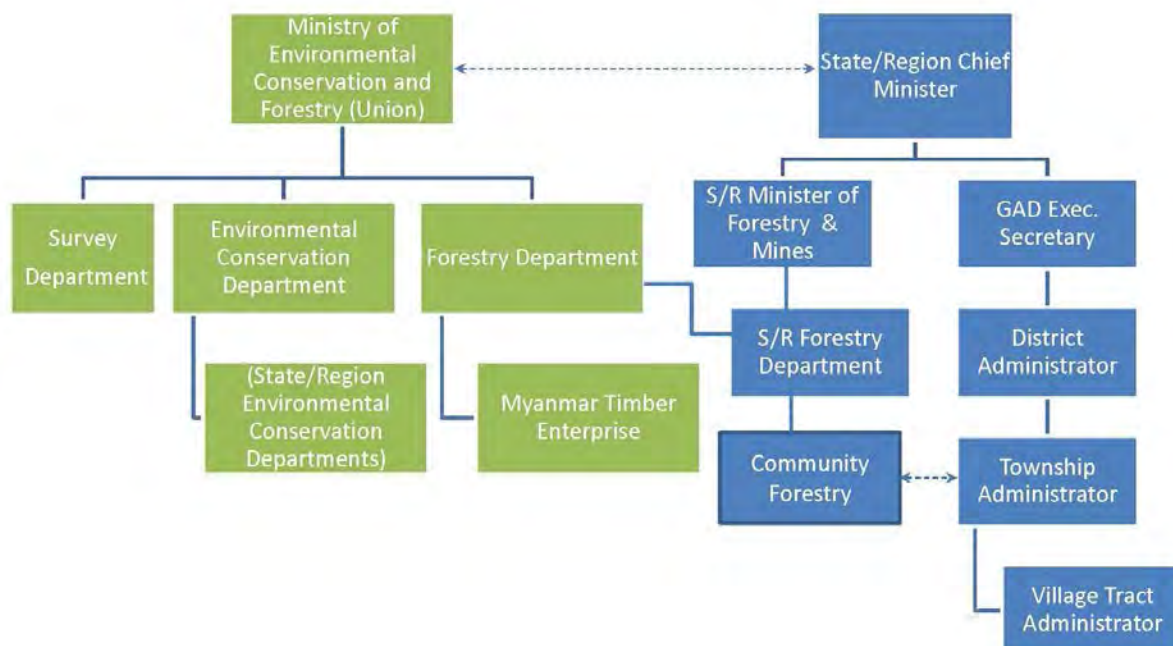 Ministry of
Environmental
Conservation and
Forestry (Union)
State/Region Chief
Minister
Survey
Department
Environmental
Conservation
Department
Forestry Department
S/R Minister of
Forestry & 
Mines
GAD Exec.
Secretary
(State/Region
Environmental
Conservation
Departments)
Myanmar Timber
Enterprise
S/R Forestry
Department
District
Administrator
Community
Forestry
Township
Administrator
Village Tract
Administrator